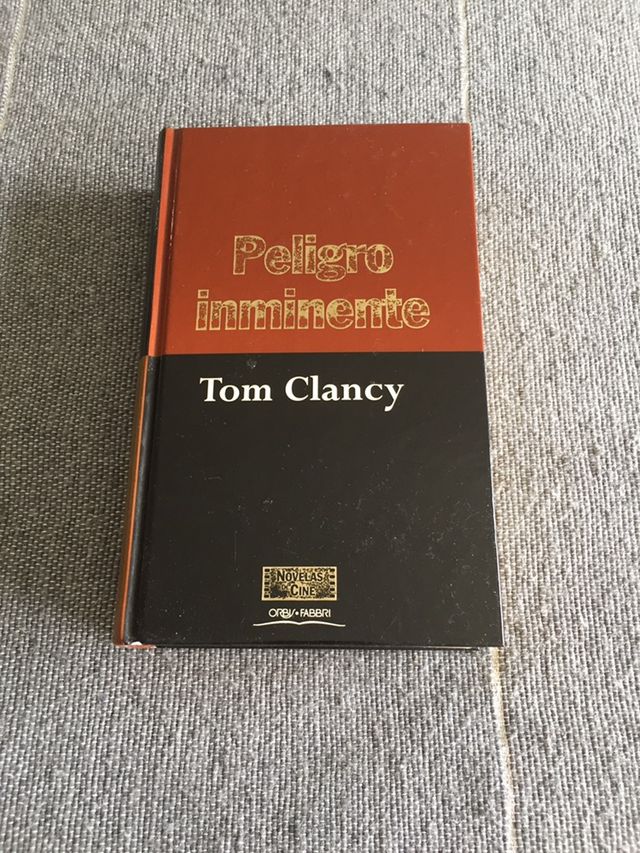 Peligro
inminente
Tom Clancy
NOVELAS
CINE
ORBIS•FABBRI